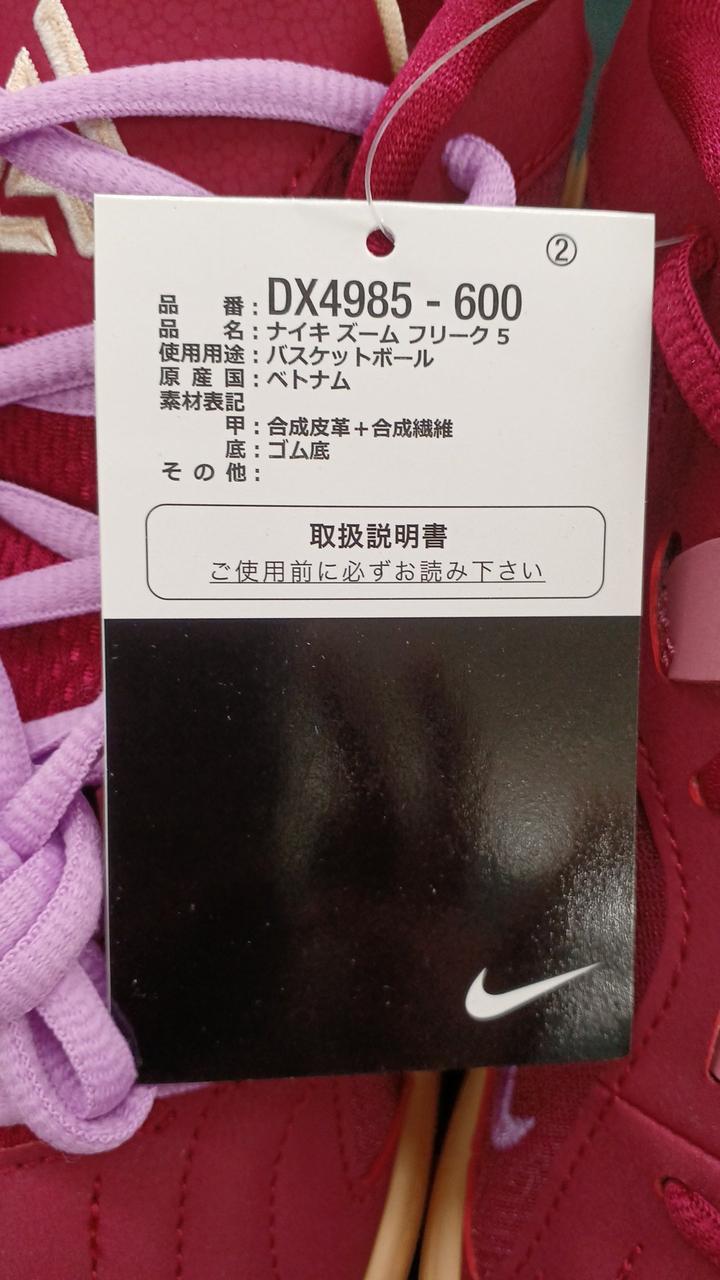 ②
品 番：DX4985 - 600
品 名：ナイキ ズーム フリーク 5
使用用途：バスケットボール
原産国：ベトナム
素材表記
甲：合成皮革＋合成繊維
底：ゴム底
その他：
取扱説明書
ご使用前に必ずお読み下さい